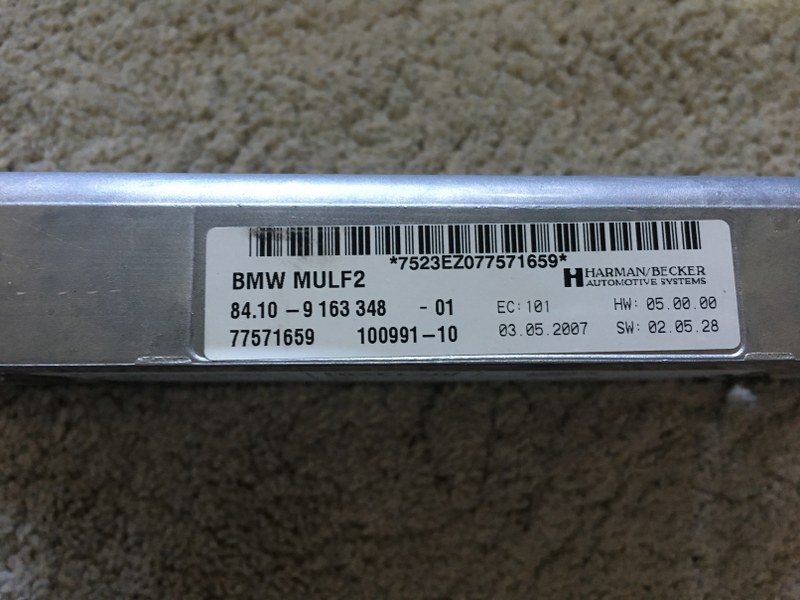 *7523EZ077571659*
BMW MULF2
HARMAN/BECKER
AUTOMOTIVE SYSTEMS
84.10 - 9 163 348 - 01 EC: 101 HW: 05.00.00
77571659 100991-10 03.05.2007 SW: 02.05.28